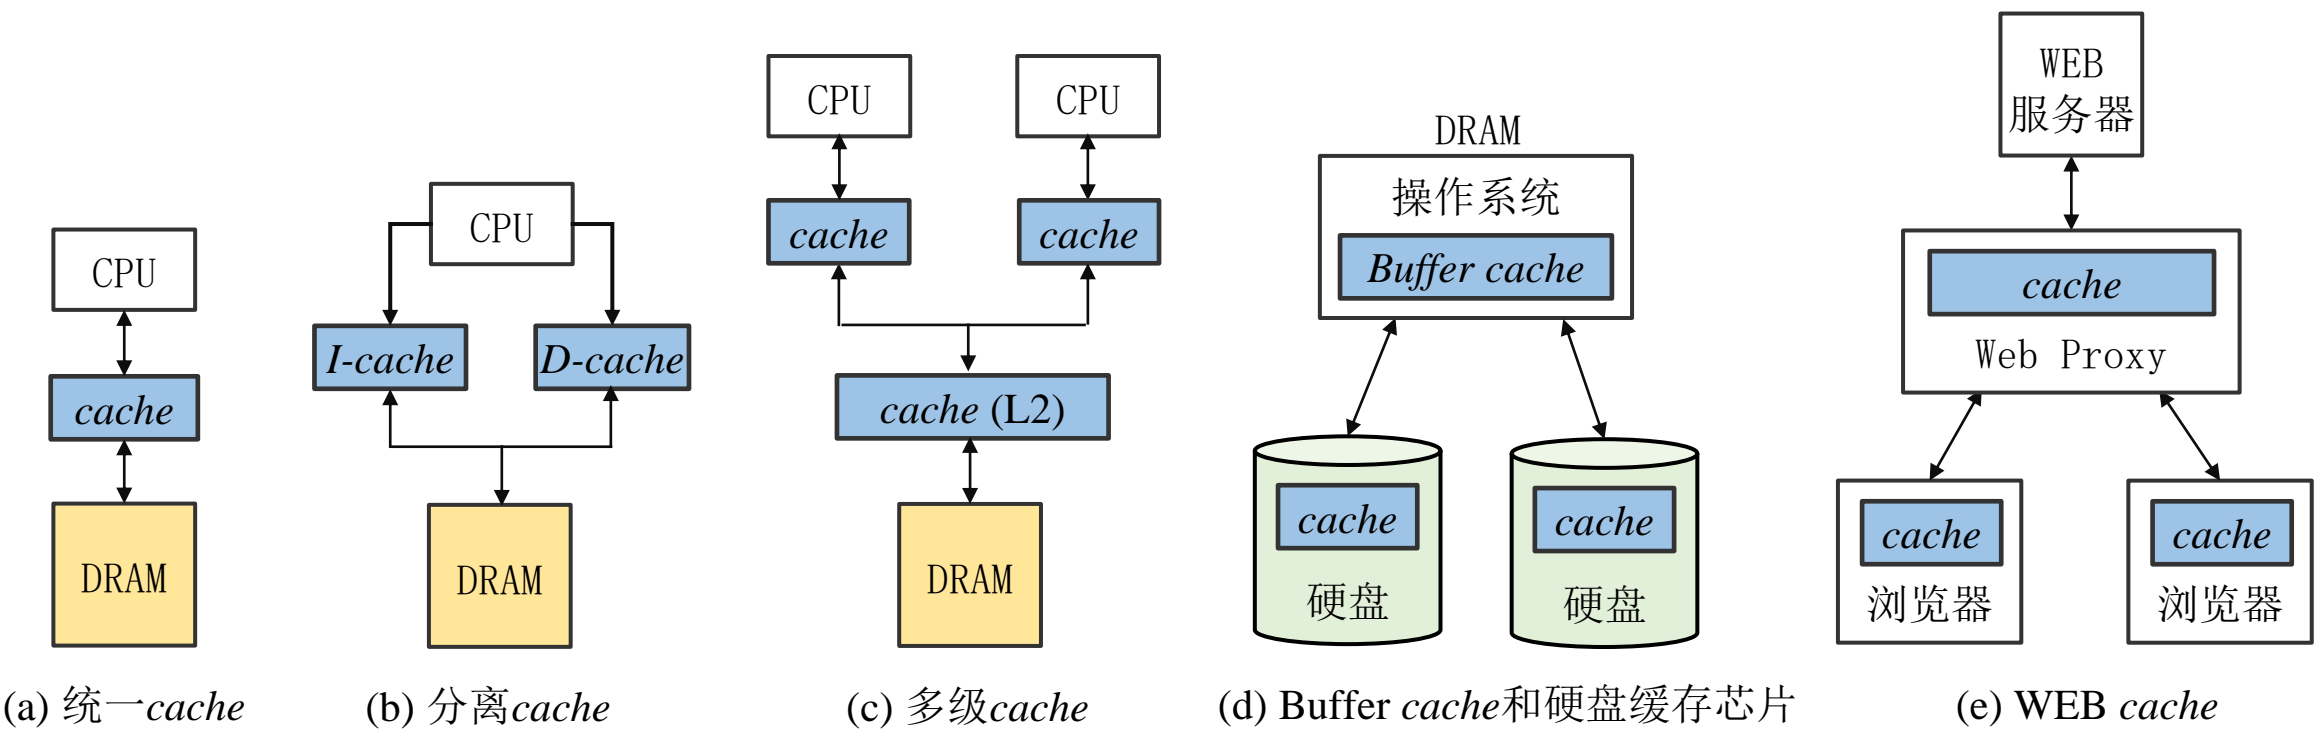 CPU
cache
DRAM
(a) 统一cache
CPU
I-cache
D-cache
DRAM
(b) 分离cache
CPU
CPU
cache
cache
cache (L2)
DRAM
(c) 多级cache
DRAM
操作系统
Buffer cache
cache
硬盘
cache
硬盘
(d) Buffer cache和硬盘缓存芯片
WEB
服务器
cache
Web Proxy
cache
浏览器
cache
浏览器
(e) WEB cache